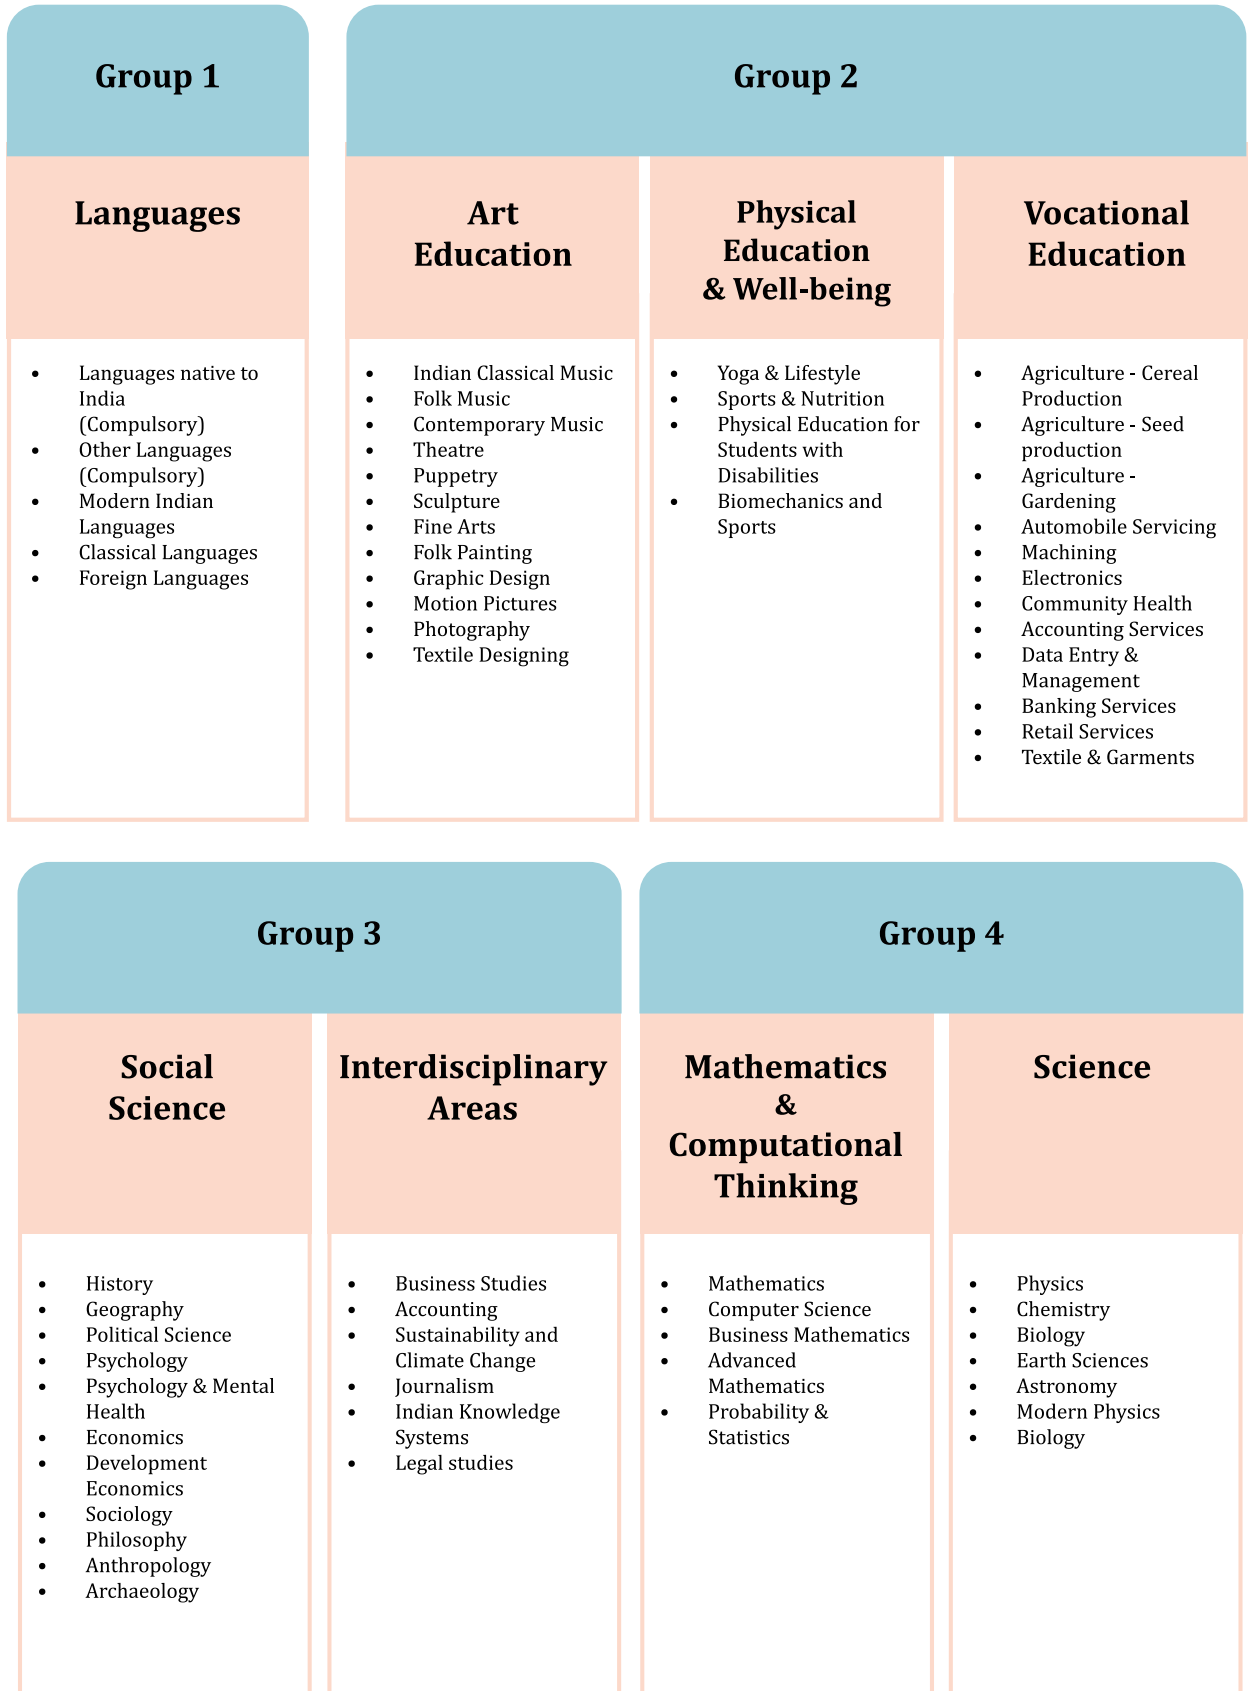 Group 1
Languages
• Languages native to
India
(Compulsory)
• Other Languages
(Compulsory)
• Modern Indian
Languages
• Classical Languages
• Foreign Languages
Group 2
Art
Education
• Indian Classical Music
• Folk Music
• Contemporary Music
• Theatre
• Puppetry
• Sculpture
• Fine Arts
• Folk Painting
• Graphic Design
• Motion Pictures
• Photography
• Textile Designing
Physical
Education
& Well-being
• Yoga & Lifestyle
• Sports & Nutrition
• Physical Education for
Students with
Disabilities
• Biomechanics and
Sports
Vocational
Education
• Agriculture - Cereal
Production
• Agriculture - Seed
production
• Agriculture -
Gardening
• Automobile Servicing
• Machining
• Electronics
• Community Health
• Accounting Services
• Data Entry &
Management
• Banking Services
• Retail Services
• Textile & Garments
Group 3
Social
Science
• History
• Geography
• Political Science
• Psychology
• Psychology & Mental
Health
• Economics
• Development
Economics
• Sociology
• Philosophy
• Anthropology
• Archaeology
Interdisciplinary
Areas
• Business Studies
• Accounting
• Sustainability and
Climate Change
• Journalism
• Indian Knowledge
Systems
• Legal studies
Group 4
Mathematics
&
Computational
Thinking
• Mathematics
• Computer Science
• Business Mathematics
• Advanced
Mathematics
• Probability &
Statistics
Science
• Physics
• Chemistry
• Biology
• Earth Sciences
• Astronomy
• Modern Physics
• Biology